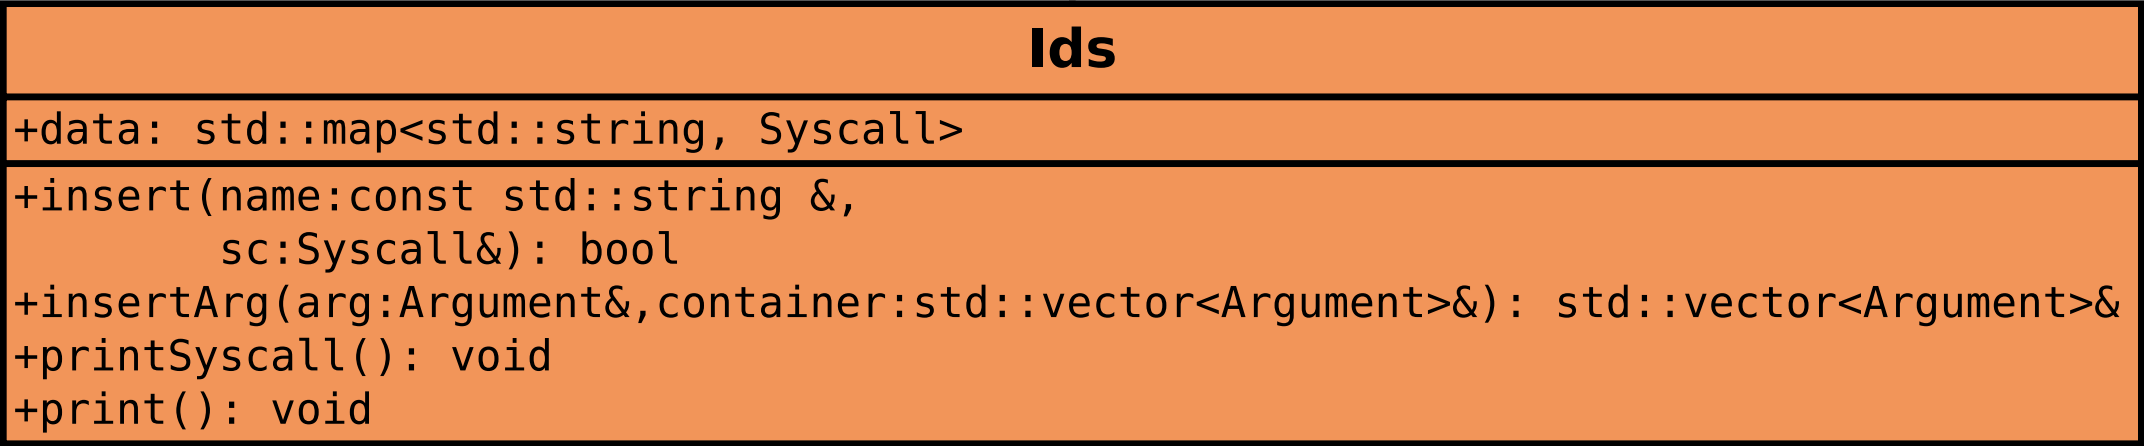 Ids
+data: std::map<std::string, Syscall>
+insert(name:const std::string &,
sc:Syscall&): bool
+insertArg(arg:Argument&,container:std::vector<Argument>&): std::vector<Argument>&
+printSyscall(): void
+print(): void